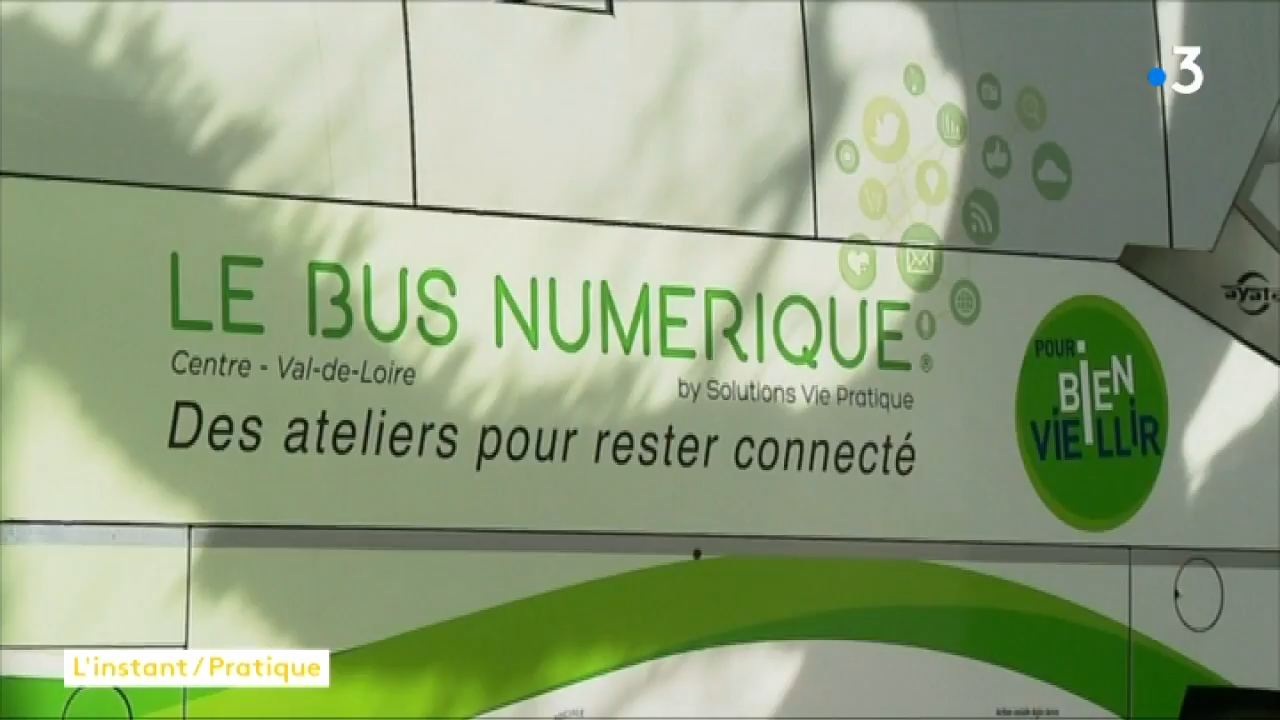 3
LE BUS NUMERIQUE®
Centre - Val-de-Loire
by Solutions Vie Pratique
Des ateliers pour rester connecté
POUR
BiEN
ViEiLLiR
L'instant / Pratique